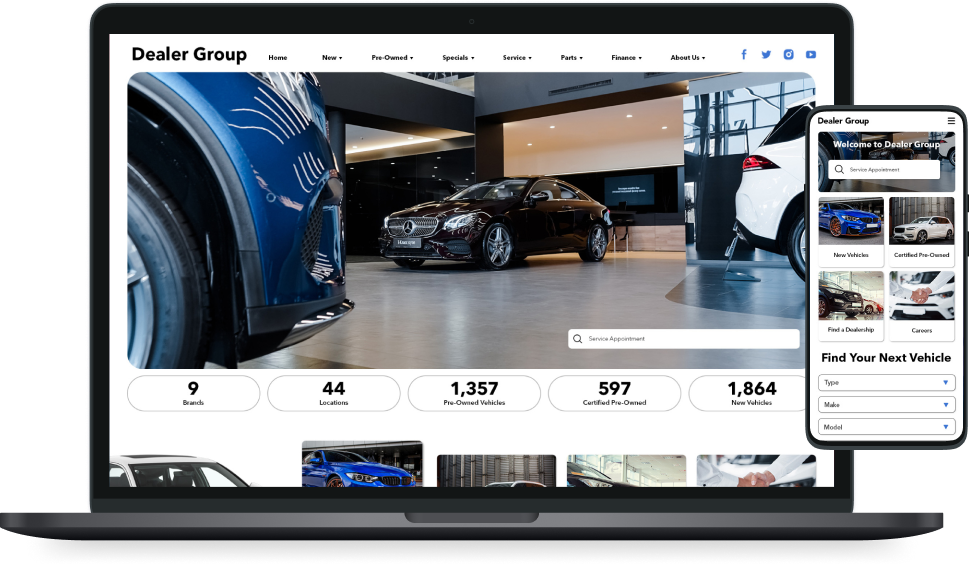 Dealer Group
Home New Pre-Owned Specials Service Parts Finance About Us
Service Appointment
9 44 1,357 597 1,864
Brands Locations Pre-Owned Vehicles Certified Pre-Owned New Vehicles
Dealer Group
Welcome to Dealer Group
Service Appointment
New Vehicles Certified Pre-Owned
Find a Dealership Careers
Find Your Next Vehicle
Type
Make
Model